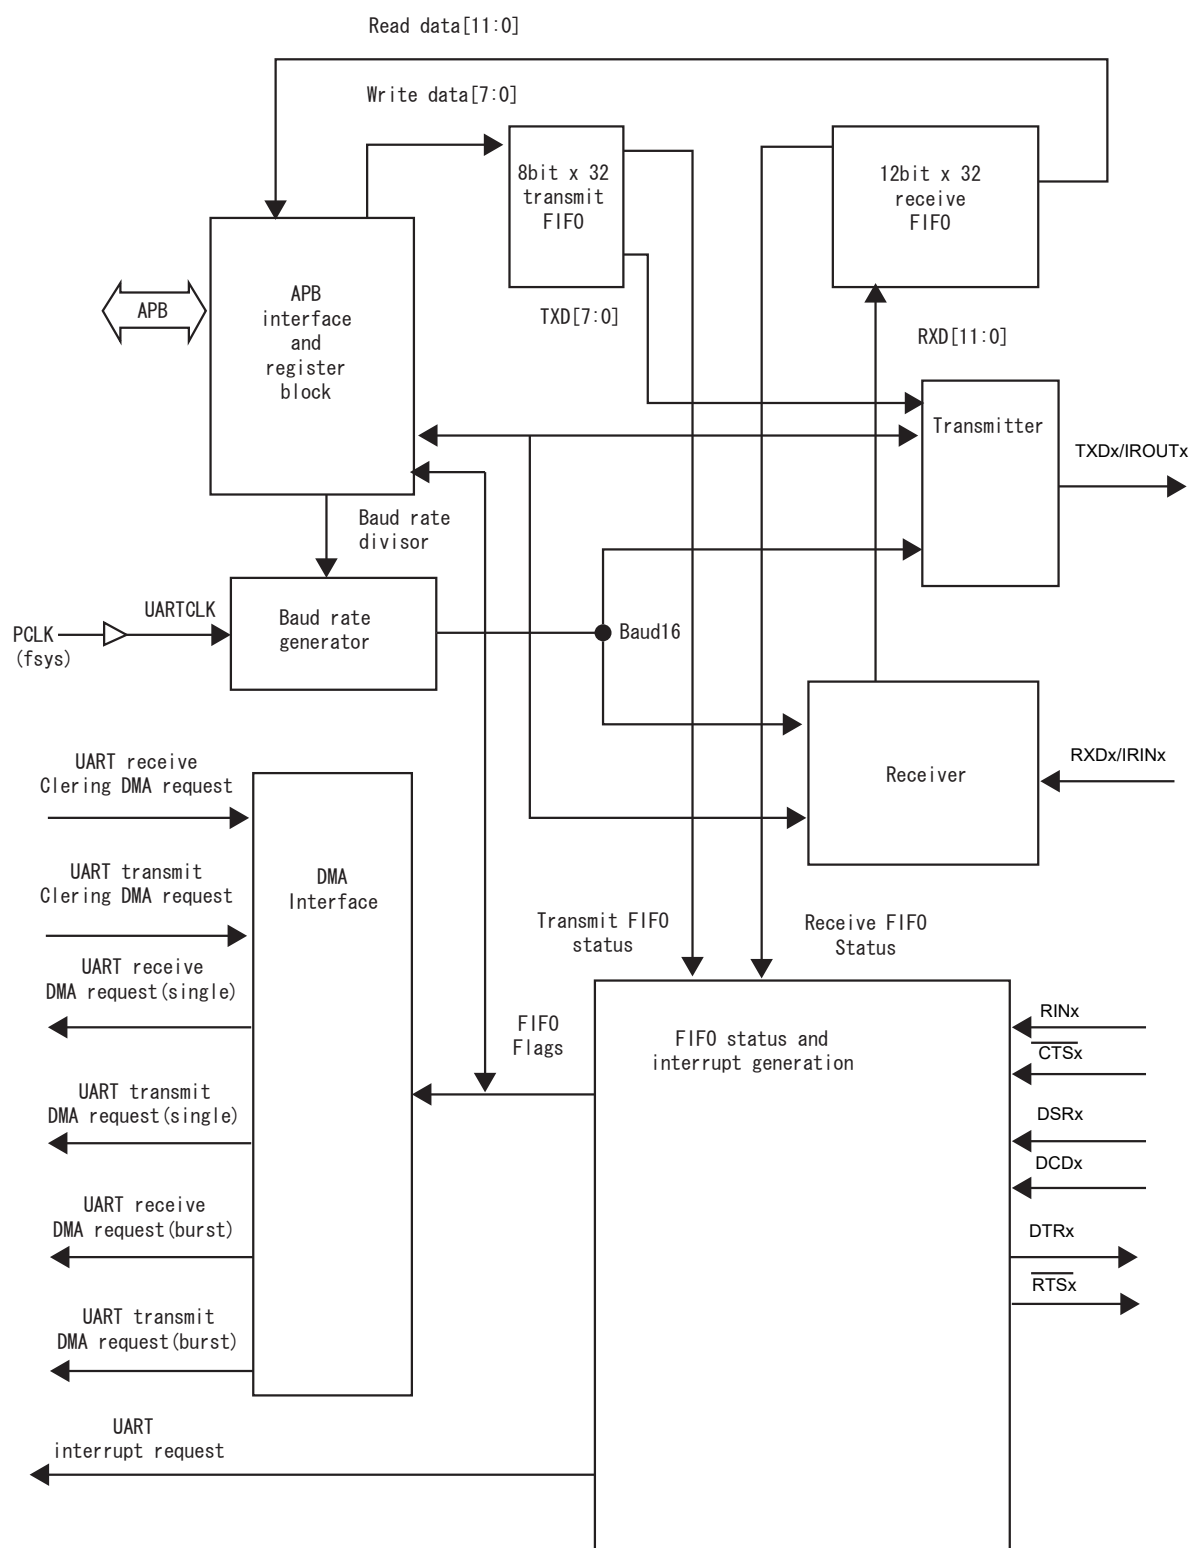 Read data[11:0]
Write data[7:0]
8bit x 32
transmit
FIFO
12bit x 32
receive
FIFO
APB
APB
interface
and
register
block
TXD[7:0]
RXD[11:0]
Transmitter
TXDx/IROUTx
Baud rate
divisor
UARTCLK
PCLK
(fsys)
Baud rate
generator
Baud16
Receiver
RXDx/IRINx
UART receive
Clering DMA request
UART transmit
Clering DMA request
DMA
Interface
UART receive
DMA request(single)
UART transmit
DMA request(single)
UART receive
DMA request(burst)
UART transmit
DMA request(burst)
UART
interrupt request
Transmit FIFO
status
Receive FIFO
Status
FIFO
Flags
FIFO status and
interrupt generation
RINx
CTSx
DSRx
DCDx
DTRx
RTSx